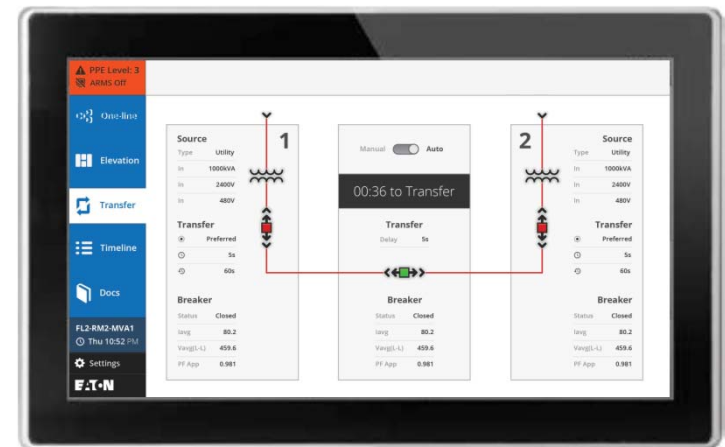 PPE Level: 3
ARMS Off
One-line
Elevation
Transfer
Timeline
Docs
FL2-RM2-MVA1
Thu 10:52 PM
Settings
EATON
1
Source
Type Utility
In 1000kVA
In 2400V
In 480V
Transfer
Preferred
5s
60s
Breaker
Status Closed
Iavg 80.2
Vavg(L-L) 459.6
PF App 0.981
Manual Auto
00:36 to Transfer
Transfer
Delay 5s
Breaker
Status Closed
Iavg 80.2
Vavg(L-L) 459.6
PF App 0.981
2
Source
Type Utility
In 1000kVA
In 2400V
In 480V
Transfer
Preferred
5s
60s
Breaker
Status Closed
Iavg 80.2
Vavg(L-L) 459.6
PF App 0.981